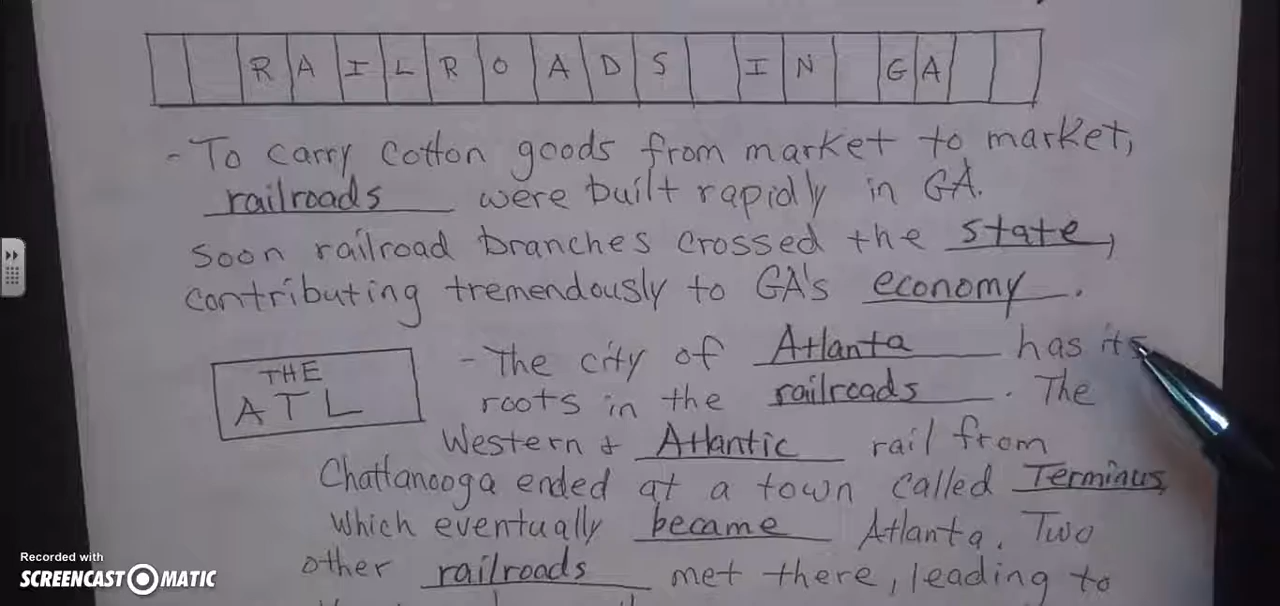 RAILROADS IN GA
- To carry cotton goods from market to market,
railroads were built rapidly in GA.
Soon railroad branches crossed the state,
contributing tremendously to GA's economy.
THE
ATL
- The city of Atlanta has its
roots in the railroads. The
Western & Atlantic rail from
Chattanooga ended at a town called Terminus,
which eventually became Atlanta. Two
other railroads met there, leading to
Recorded with
SCREENCAST-O-MATIC